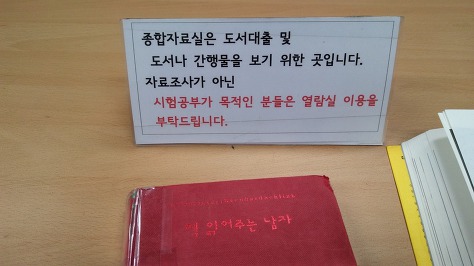 종합자료실은 도서대출 및
도서나 간행물을 보기 위한 곳입니다.
자료조사가 아닌
시험공부가 목적인 분들은 열람실 이용을
부탁드립니다.
책 읽어주는 남자